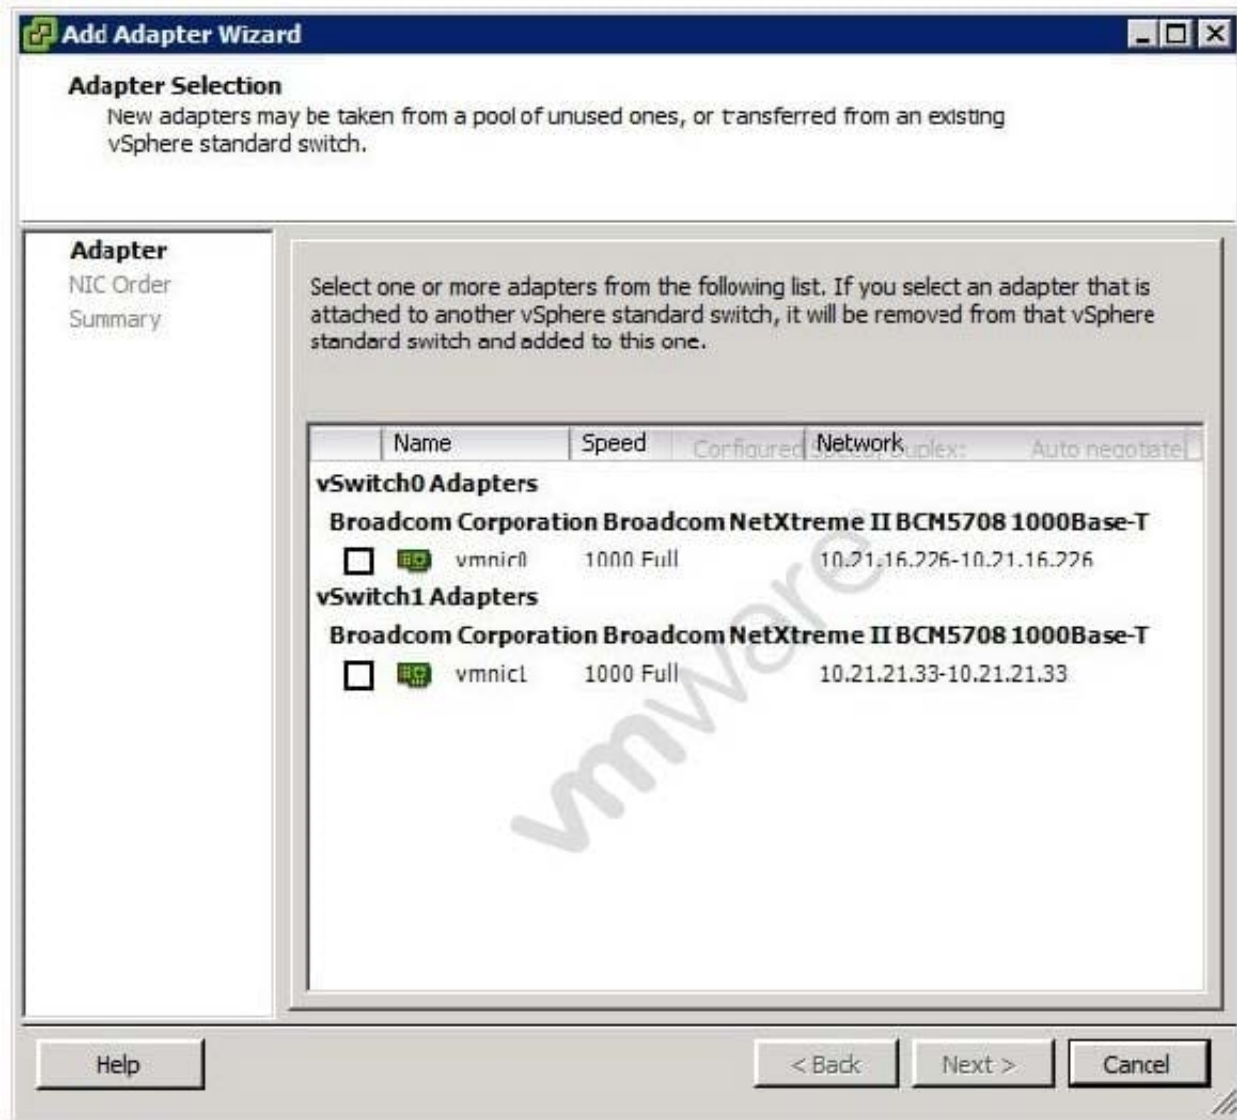 Add Adapter Wizard
Adapter Selection
New adapters may be taken from a pool of unused ones, or transferred from an existing
vSphere standard switch.
Adapter
NIC Order
Summary
Select one or more adapters from the following list. If you select an adapter that is
attached to another vSphere standard switch, it will be removed from that vSphere
standard switch and added to this one.
Name Speed Network
Configured Speed, Duplex: Auto negotiate
vSwitch0 Adapters
Broadcom Corporation Broadcom NetXtreme II BCM5708 1000Base-T
vmnic0 1000 Full 10.21.16.226-10.21.16.226
vSwitch1 Adapters
Broadcom Corporation Broadcom NetXtreme II BCM5708 1000Base-T
vmnic1 1000 Full 10.21.21.33-10.21.21.33
vmware
Help < Back Next > Cancel